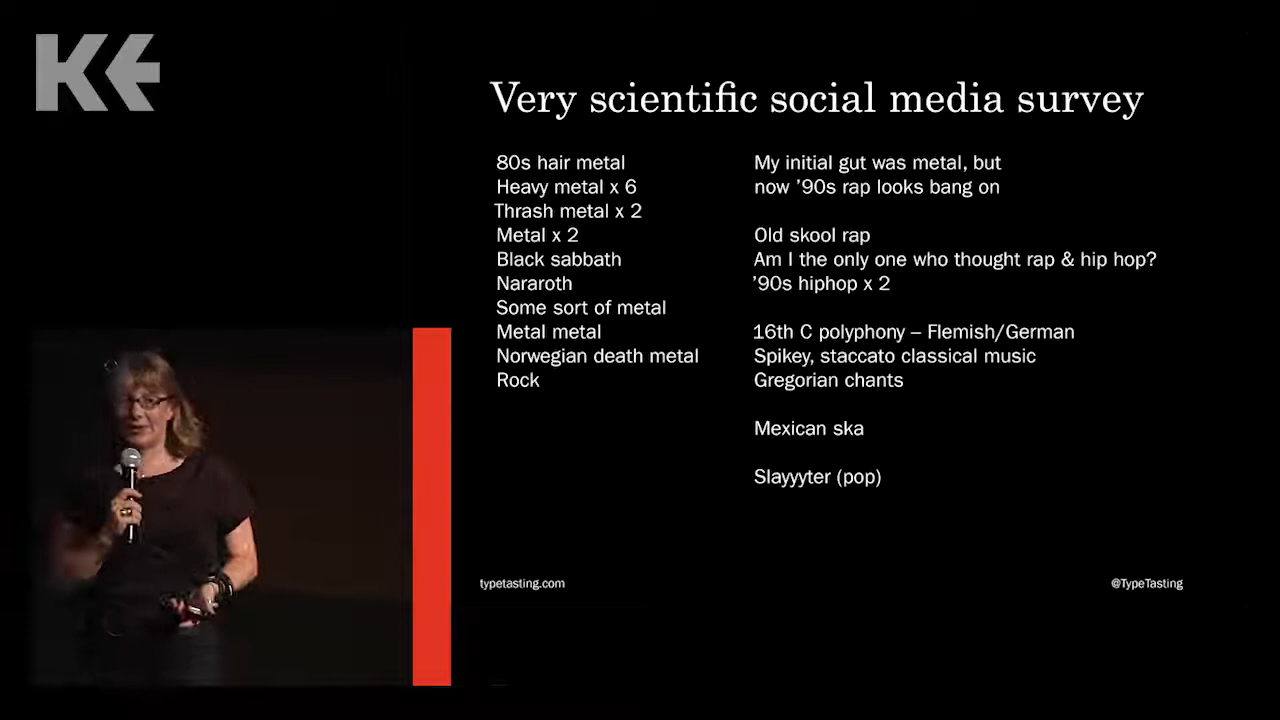 KE
Very scientific social media survey
80s hair metal
Heavy metal x 6
Thrash metal x 2
Metal x 2
Black sabbath
Nararoth
Some sort of metal
Metal metal
Norwegian death metal
Rock
My initial gut was metal, but
now ’90s rap looks bang on
Old skool rap
Am I the only one who thought rap & hip hop?
’90s hiphop x 2
16th C polyphony – Flemish/German
Spikey, staccato classical music
Gregorian chants
Mexican ska
Slayyyter (pop)
typetasting.com
@TypeTasting